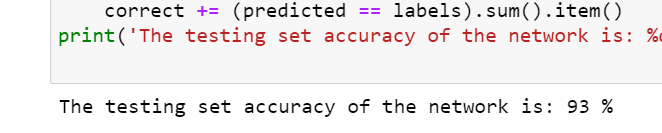 correct += (predicted == labels).sum().item()
print('The testing set accuracy of the network is: %
The testing set accuracy of the network is: 93 %